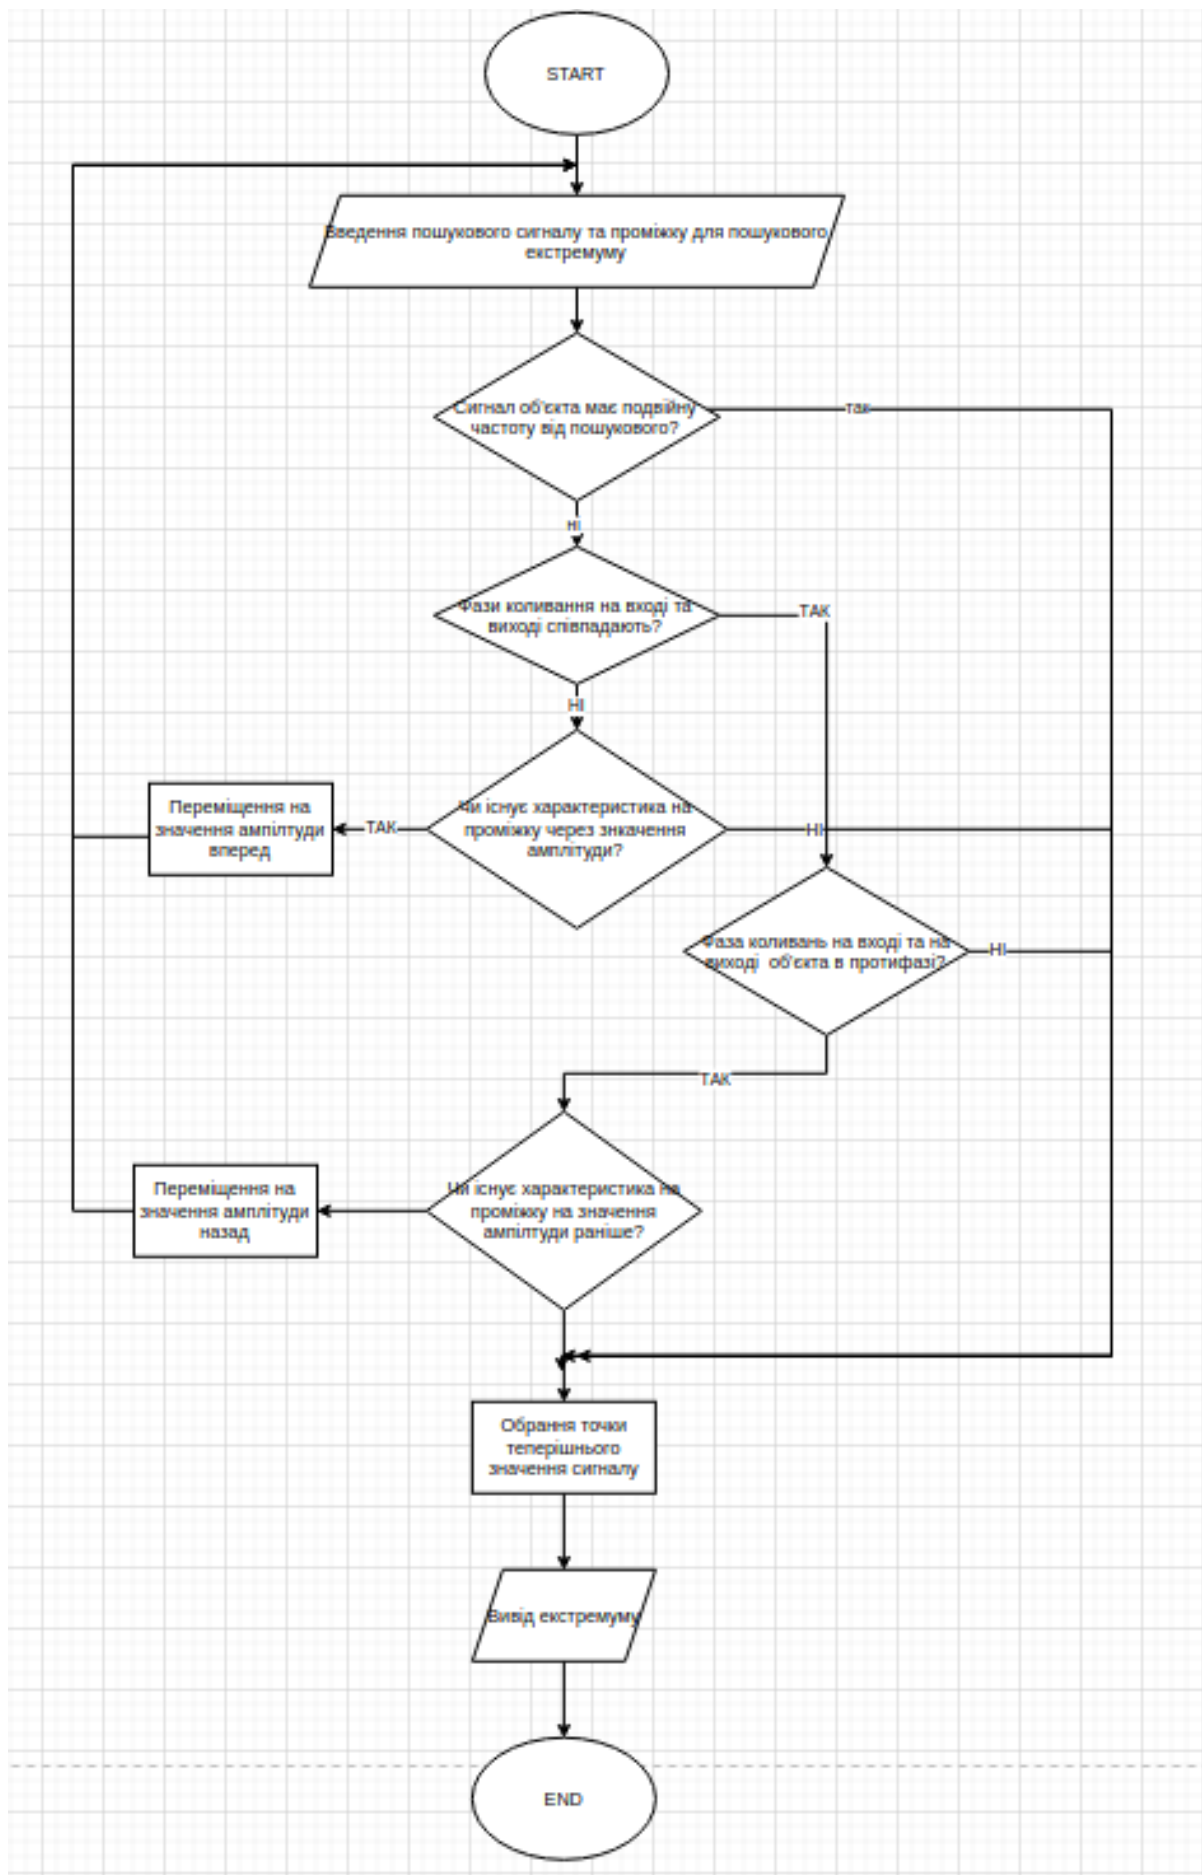 START
Введення пошукового сигналу та проміжку для пошукового
екстремуму
Сигнал об'єкта має подвійну
частоту від пошукового?
так
ні
Фази коливання на вході та
виході співпадають?
ТАК
НІ
Чи існує характеристика на
проміжку через знкачення
амплітуди?
ТАК
НІ
Переміщення на
значення ампілтуди
вперед
Фаза коливань на вході та на
виході об'єкта в протифазі?
НІ
ТАК
Чи існує характеристика на
проміжку на значення
ампілтуди раніше?
Переміщення на
значення амплітуди
назад
Обрання точки
теперішнього
значення сигналу
Вивід екстремуму
END